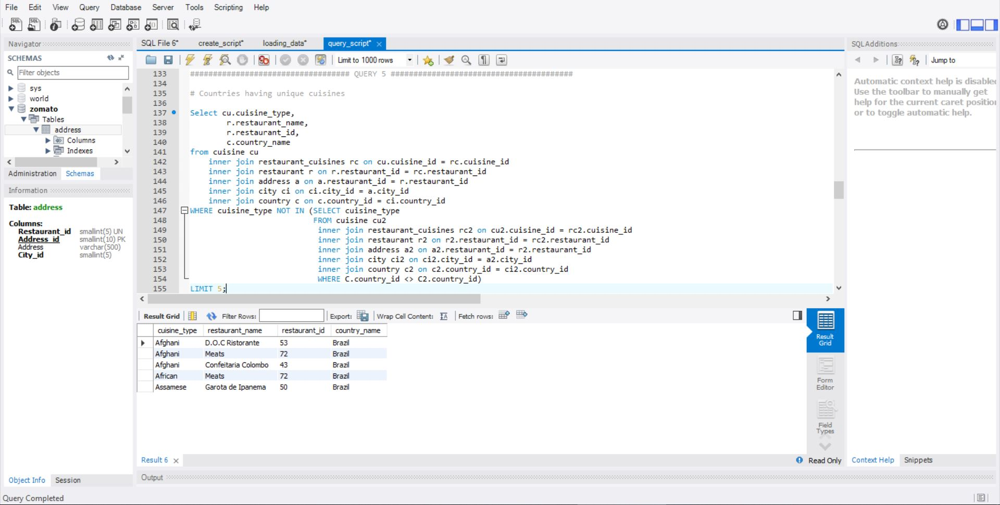 File Edit View Query Database Server Tools Scripting Help
Navigator
SCHEMAS
Filter objects
sys
world
zomato
Tables
address
Columns
Indexes
Administration Schemas
Information
Table: address
Columns:
Restaurant_id smallint(5) UN
Address_id smallint(10) PK
Address varchar(500)
City_id smallint(5)
Object Info Session
Query Completed
SQL File 6* create_script* loading_data* query_script*
Limit to 1000 rows
133 ################################### QUERY 5 ########################################
134
135 # Countries having unique cuisines
136
137 Select cu.cuisine_type,
138 r.restaurant_name,
139 r.restaurant_id,
140 c.country_name
141 from cuisine cu
142 inner join restaurant_cuisines rc on cu.cuisine_id = rc.cuisine_id
143 inner join restaurant r on r.restaurant_id = rc.restaurant_id
144 inner join address a on a.restaurant_id = r.restaurant_id
145 inner join city ci on ci.city_id = a.city_id
146 inner join country c on c.country_id = ci.country_id
147 WHERE cuisine_type NOT IN (SELECT cuisine_type
148 FROM cuisine cu2
149 inner join restaurant_cuisines rc2 on cu2.cuisine_id = rc2.cuisine_id
150 inner join restaurant r2 on r2.restaurant_id = rc2.restaurant_id
151 inner join address a2 on a2.restaurant_id = r2.restaurant_id
152 inner join city ci2 on ci2.city_id = a2.city_id
153 inner join country c2 on c2.country_id = ci2.country_id
154 WHERE C.country_id <> C2.country_id)
155 LIMIT 5;
Result Grid Filter Rows: Export: Wrap Cell Content: Fetch rows:
cuisine_type restaurant_name restaurant_id country_name
Afghani D.O.C Ristorante 53 Brazil
Afghani Meats 72 Brazil
Afghani Confeitaria Colombo 43 Brazil
African Meats 72 Brazil
Assamese Garota de Ipanema 50 Brazil
Result
Grid
Form
Editor
Field
Types
Result 6
Read Only
Output
SQLAdditions
Jump to
Automatic context help is disabled
Use the toolbar to manually get
help for the current caret position
or to toggle automatic help.
Context Help Snippets